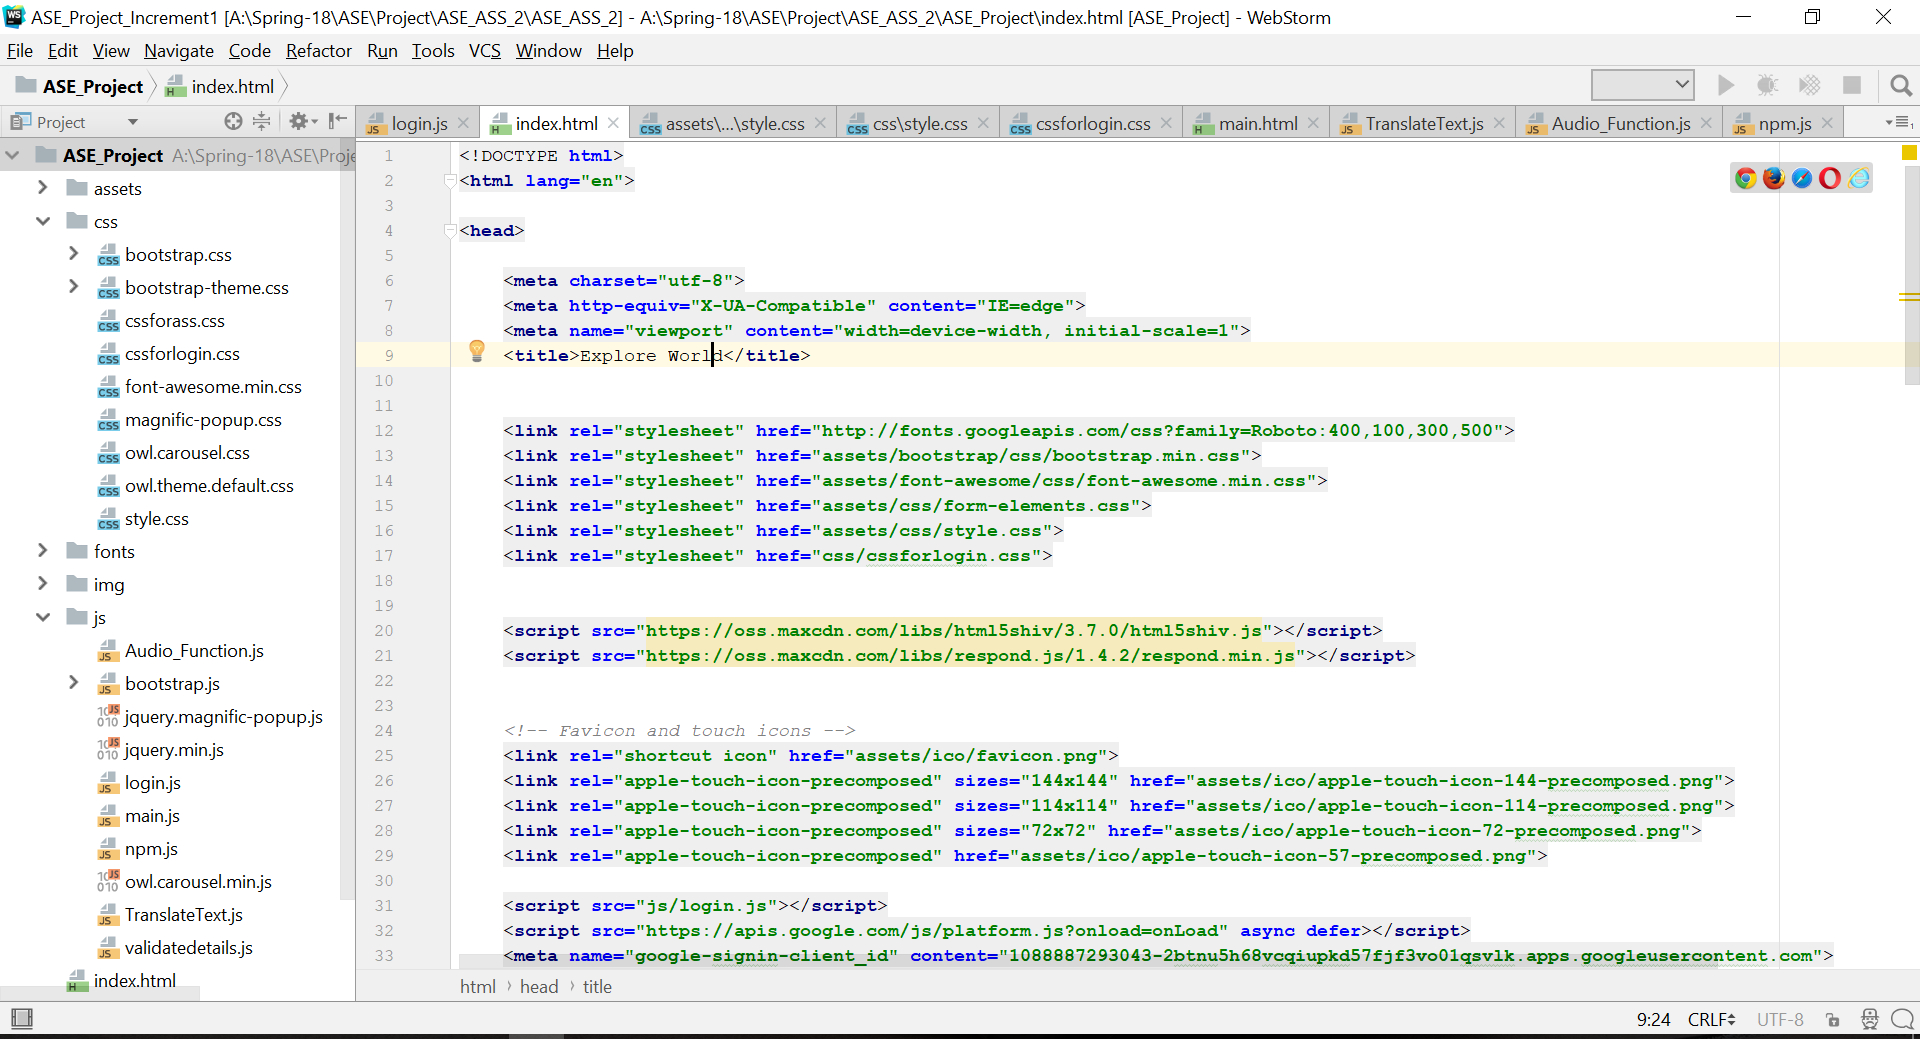 WS ASE_Project_Increment1 [A:\Spring-18\ASE\Project\ASE_ASS_2\ASE_ASS_2] - A:\Spring-18\ASE\Project\ASE_ASS_2\ASE_Project\index.html [ASE_Project] - WebStorm
File Edit View Navigate Code Refactor Run Tools VCS Window Help
ASE_Project index.html
Project
login.js index.html assets\...\style.css css\style.css cssforlogin.css main.html TranslateText.js Audio_Function.js npm.js
ASE_Project A:\Spring-18\ASE\Proje
assets
css
bootstrap.css
bootstrap-theme.css
cssforass.css
cssforlogin.css
font-awesome.min.css
magnific-popup.css
owl.carousel.css
owl.theme.default.css
style.css
fonts
img
js
Audio_Function.js
bootstrap.js
jquery.magnific-popup.js
jquery.min.js
login.js
main.js
npm.js
owl.carousel.min.js
TranslateText.js
validatedetails.js
index.html
1 <!DOCTYPE html>
2 <html lang="en">
3
4 <head>
5
6 <meta charset="utf-8">
7 <meta http-equiv="X-UA-Compatible" content="IE=edge">
8 <meta name="viewport" content="width=device-width, initial-scale=1">
9 <title>Explore World</title>
10
11
12 <link rel="stylesheet" href="http://fonts.googleapis.com/css?family=Roboto:400,100,300,500">
13 <link rel="stylesheet" href="assets/bootstrap/css/bootstrap.min.css">
14 <link rel="stylesheet" href="assets/font-awesome/css/font-awesome.min.css">
15 <link rel="stylesheet" href="assets/css/form-elements.css">
16 <link rel="stylesheet" href="assets/css/style.css">
17 <link rel="stylesheet" href="css/cssforlogin.css">
18
19
20 <script src="https://oss.maxcdn.com/libs/html5shiv/3.7.0/html5shiv.js"></script>
21 <script src="https://oss.maxcdn.com/libs/respond.js/1.4.2/respond.min.js"></script>
22
23
24 <!-- Favicon and touch icons -->
25 <link rel="shortcut icon" href="assets/ico/favicon.png">
26 <link rel="apple-touch-icon-precomposed" sizes="144x144" href="assets/ico/apple-touch-icon-144-precomposed.png">
27 <link rel="apple-touch-icon-precomposed" sizes="114x114" href="assets/ico/apple-touch-icon-114-precomposed.png">
28 <link rel="apple-touch-icon-precomposed" sizes="72x72" href="assets/ico/apple-touch-icon-72-precomposed.png">
29 <link rel="apple-touch-icon-precomposed" href="assets/ico/apple-touch-icon-57-precomposed.png">
30
31 <script src="js/login.js"></script>
32 <script src="https://apis.google.com/js/platform.js?onload=onLoad" async defer></script>
33 <meta name="google-signin-client_id" content="1088887293043-2btnu5h68vcqiupkd57fjf3vo01qsvlk.apps.googleusercontent.com">
html head title
9:24 CRLF UTF-8